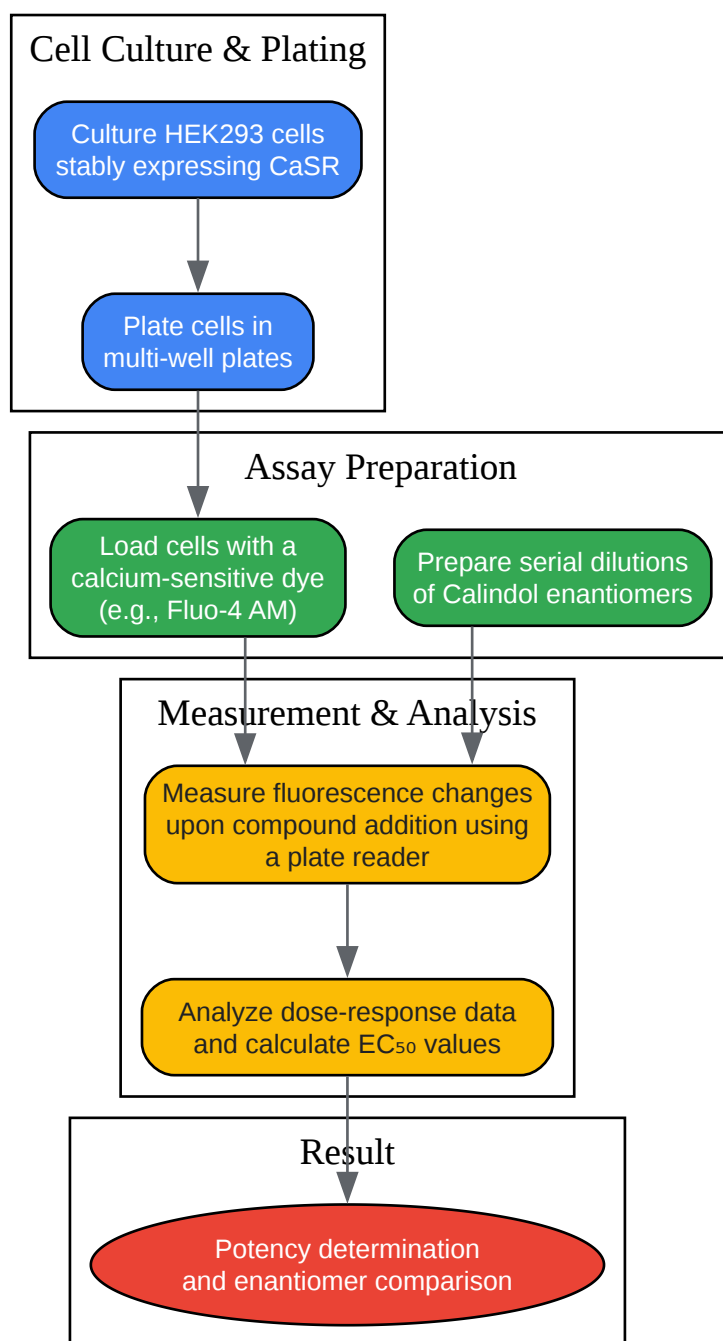 Cell Culture & Plating
Culture HEK293 cells
stably expressing CaSR
Plate cells in
multi-well plates
Assay Preparation
Load cells with a
calcium-sensitive dye
(e.g., Fluo-4 AM)
Prepare serial dilutions
of Calindol enantiomers
Measurement & Analysis
Measure fluorescence changes
upon compound addition using
a plate reader
Analyze dose-response data
and calculate EC₅₀ values
Result
Potency determination
and enantiomer comparison